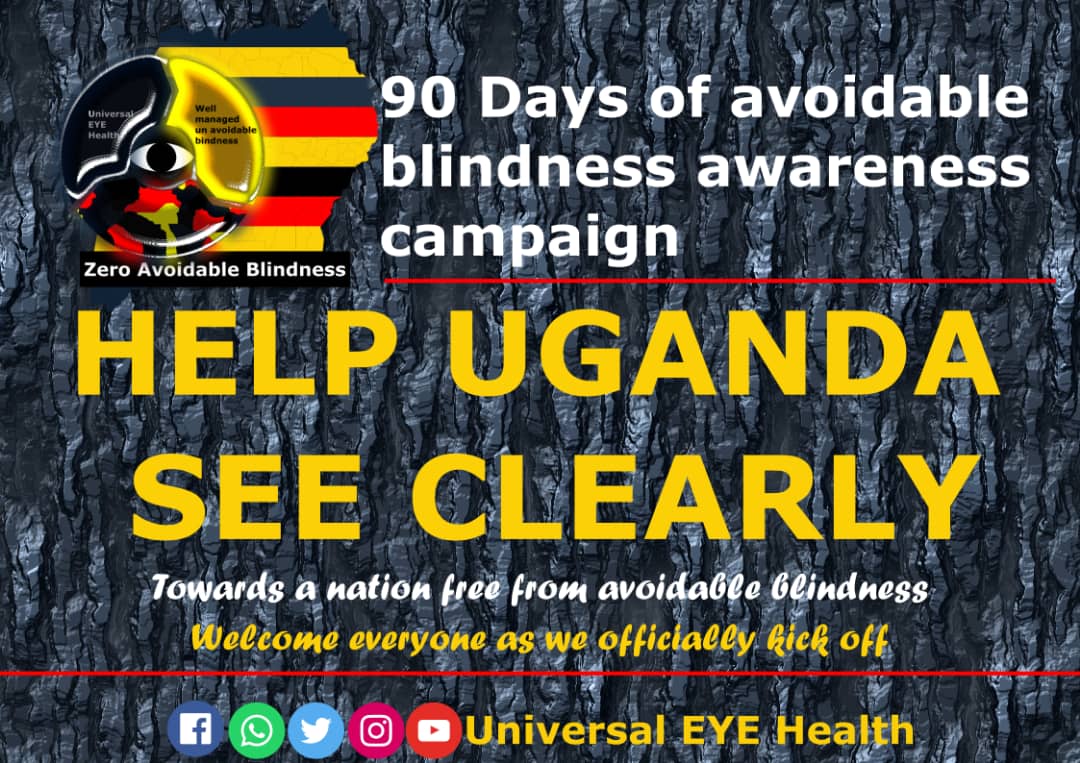 Universal
EYE
Health
Well
managed
un avoidable
bindness
Zero Avoidable Blindness
90 Days of avoidable
blindness awareness
campaign
HELP UGANDA
SEE CLEARLY
Towards a nation free from avoidable blindness
Welcome everyone as we officially kick off
Universal EYE Health